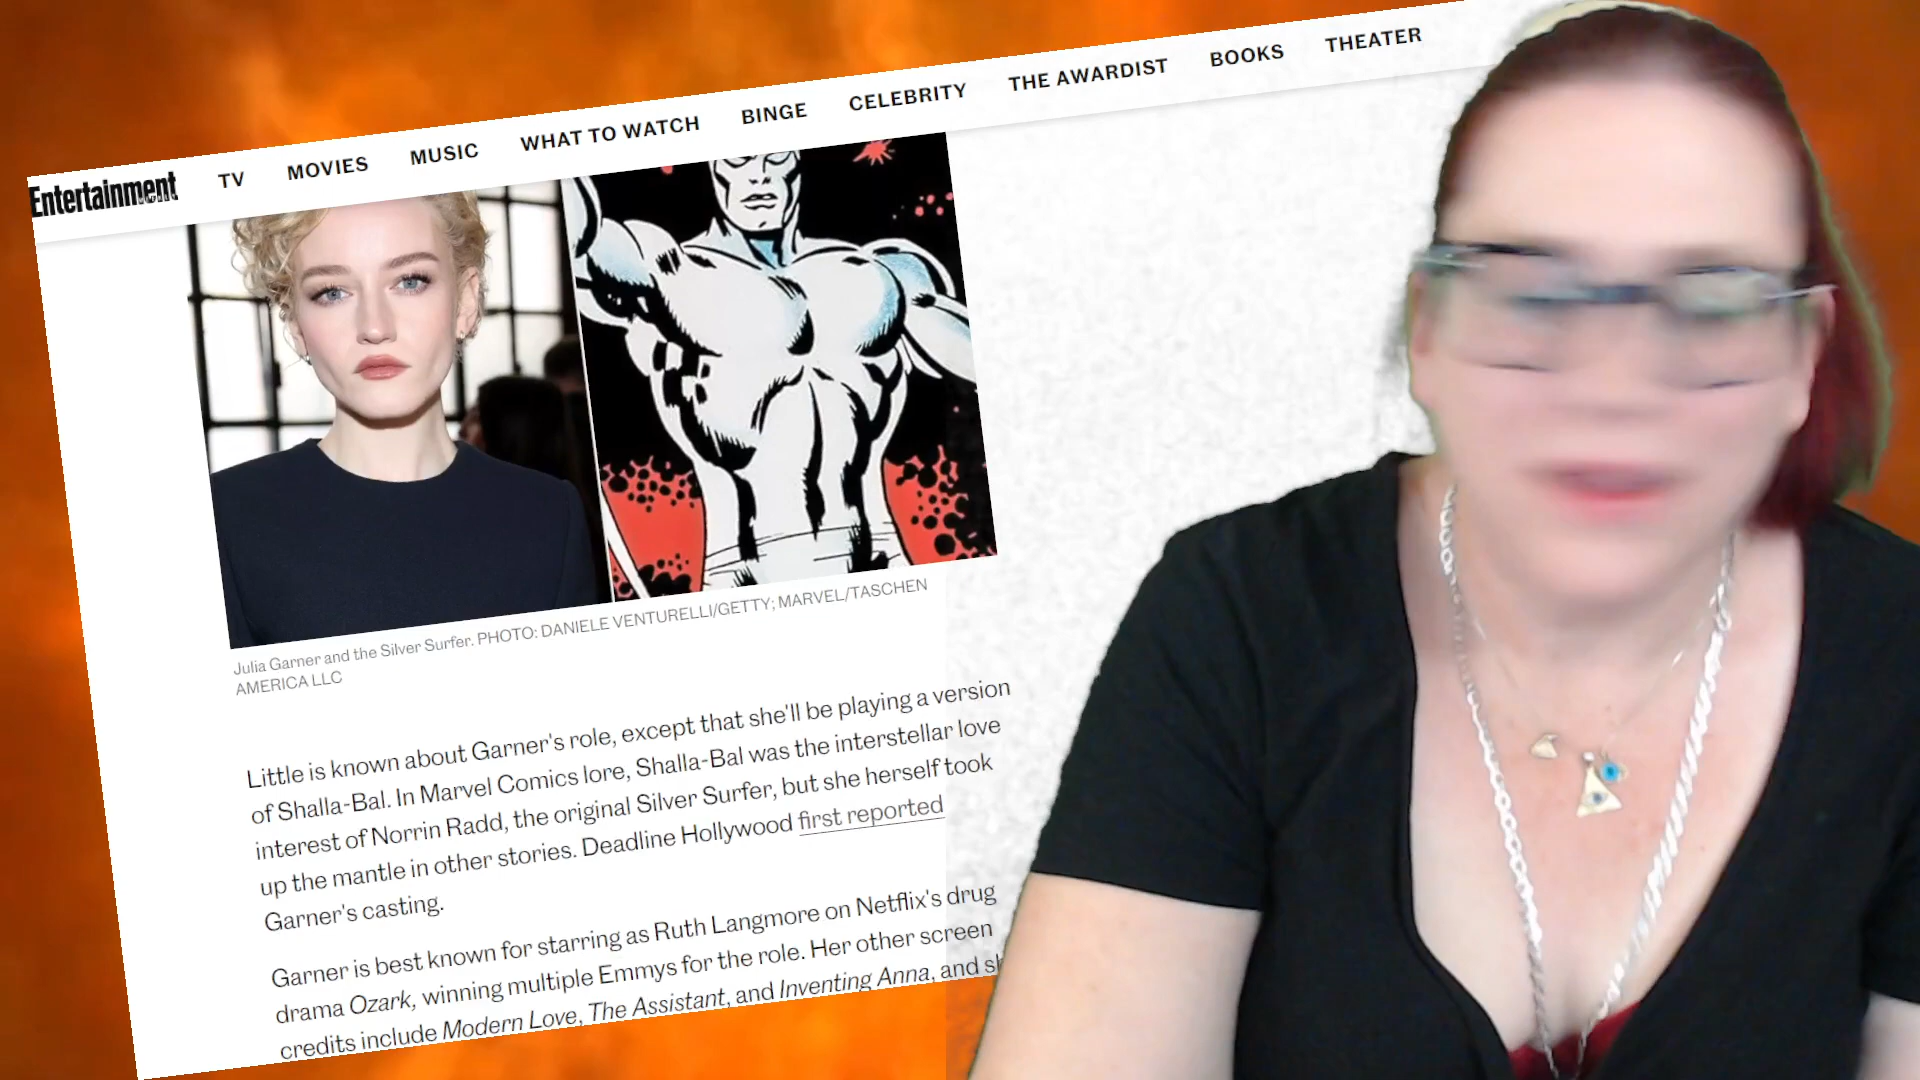 Entertainment TV MOVIES MUSIC WHAT TO WATCH BINGE CELEBRITY THE AWARDIST BOOKS THEATER
Julia Garner and the Silver Surfer. PHOTO: DANIELE VENTURELLI/GETTY; MARVEL/TASCHEN
AMERICA LLC
Little is known about Garner's role, except that she'll be playing a version
of Shalla-Bal. In Marvel Comics lore, Shalla-Bal was the interstellar love
interest of Norrin Radd, the original Silver Surfer, but she herself took
up the mantle in other stories. Deadline Hollywood first reported
Garner's casting.
Garner is best known for starring as Ruth Langmore on Netflix's drug
drama Ozark, winning multiple Emmys for the role. Her other screen
credits include Modern Love, The Assistant, and Inventing Anna, and